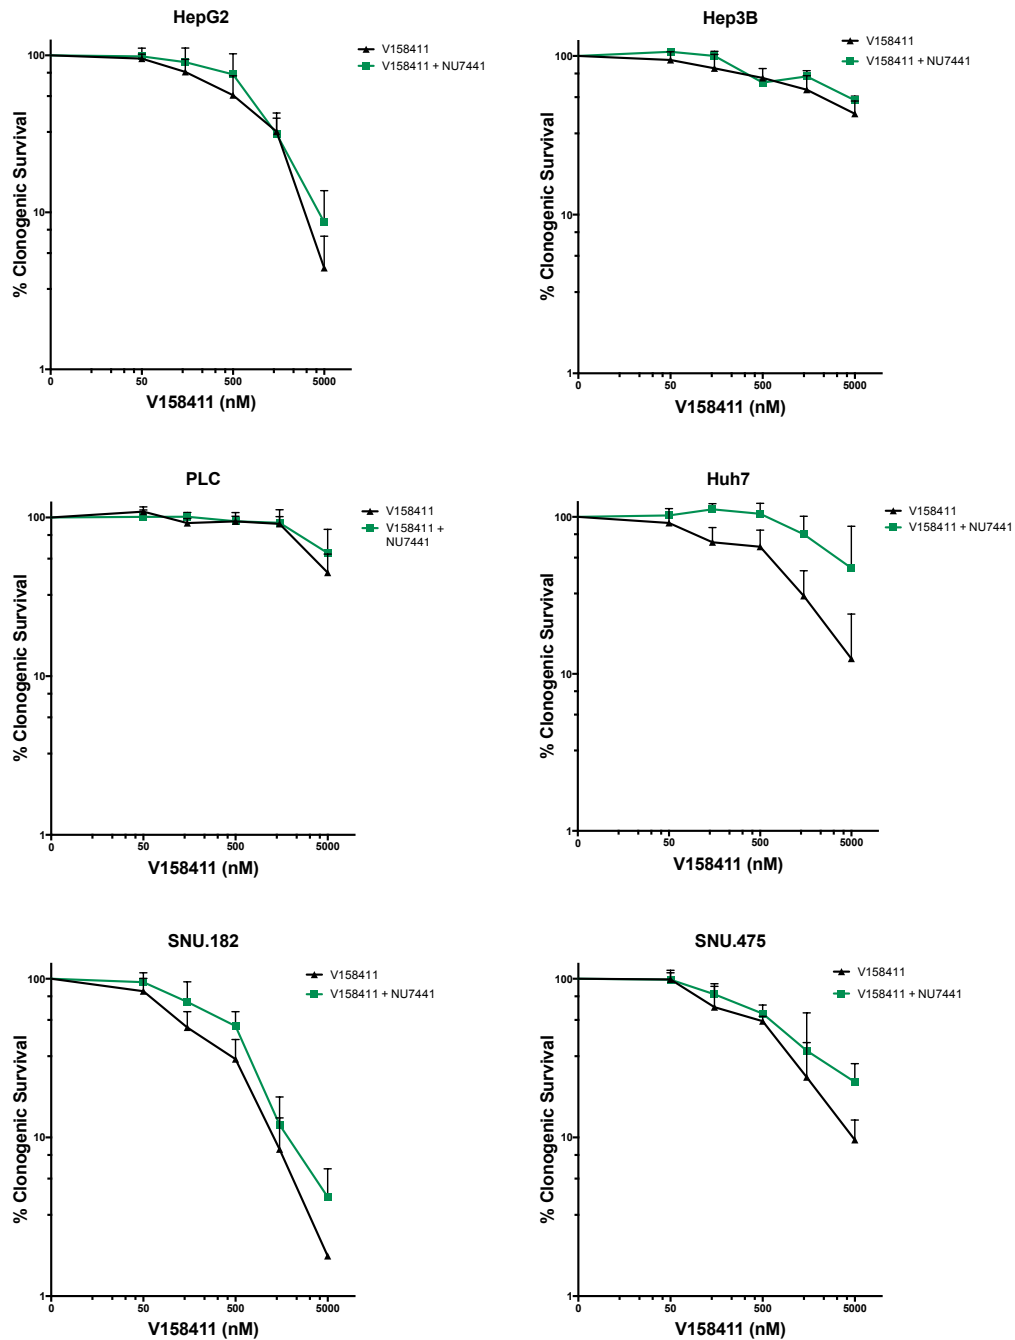 HepG2
% Clonogenic Survival
100
10
1
0
50
500
5000
V158411 (nM)
V158411
V158411 + NU7441
Hep3B
% Clonogenic Survival
100
10
1
0
50
500
5000
V158411 (nM)
V158411
V158411 + NU7441
PLC
% Clonogenic Survival
100
10
1
0
50
500
5000
V158411 (nM)
V158411
V158411 +
NU7441
Huh7
% Clonogenic Survival
100
10
1
0
50
500
5000
V158411 (nM)
V158411
V158411 + NU7441
SNU.182
% Clonogenic Survival
100
10
1
0
50
500
5000
V158411 (nM)
V158411
V158411 + NU7441
SNU.475
% Clonogenic Survival
100
10
1
0
50
500
5000
V158411 (nM)
V158411
V158411 + NU7441